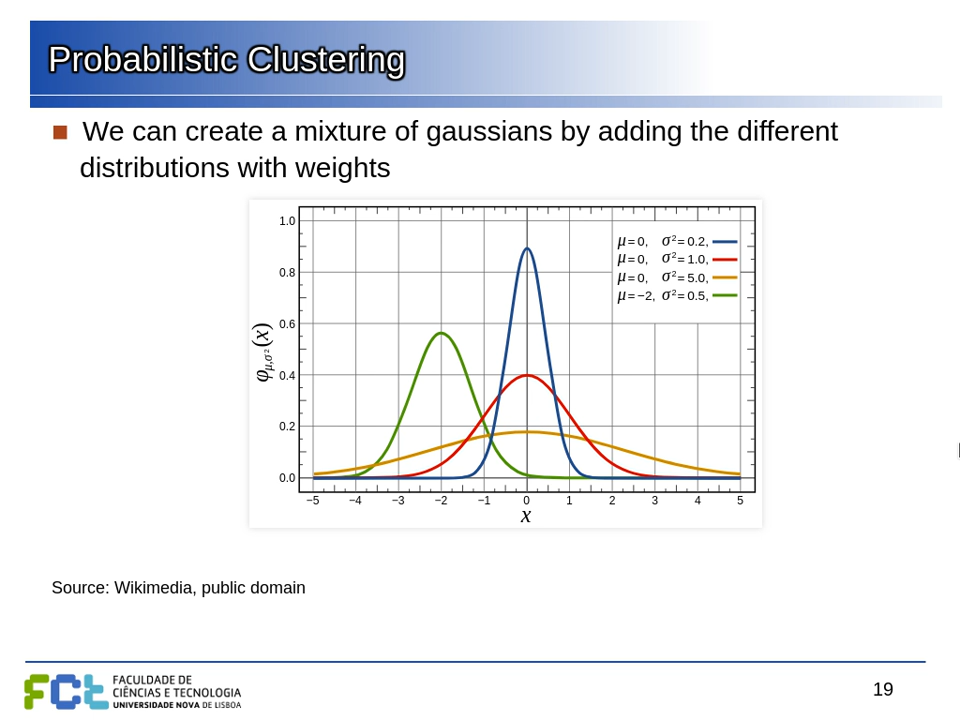 Probabilistic Clustering
■ We can create a mixture of gaussians by adding the different
distributions with weights
1.0
0.8
0.6
0.4
0.2
0.0
φμ,σ²(x)
μ=0, σ²=0.2,
μ=0, σ²=1.0,
μ=0, σ²=5.0,
μ=−2, σ²=0.5,
−5 −4 −3 −2 −1 0 1 2 3 4 5
x
Source: Wikimedia, public domain
FCt
FACULDADE DE
CIÊNCIAS E TECNOLOGIA
UNIVERSIDADE NOVA DE LISBOA
19